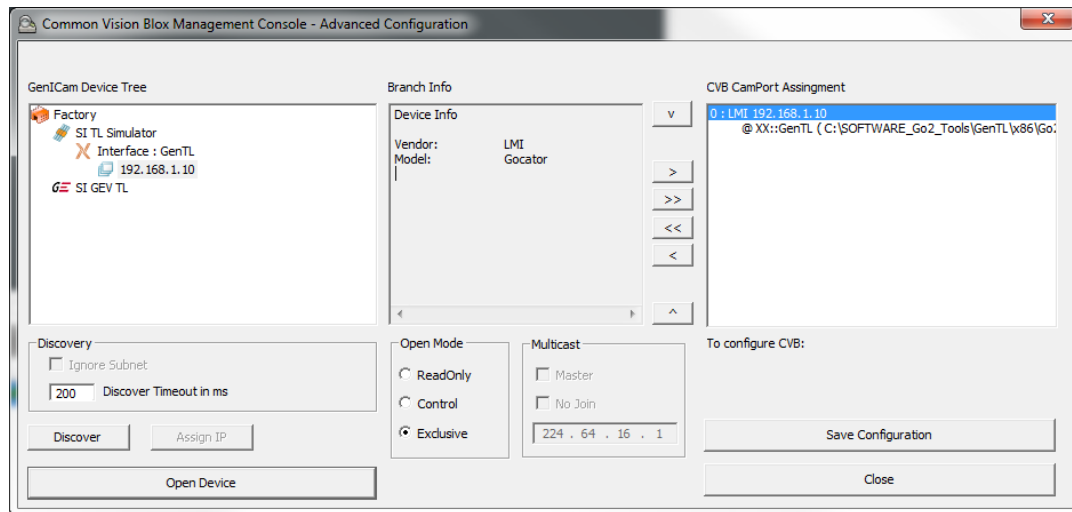 Common Vision Blox Management Console - Advanced Configuration
x
GenICam Device Tree
Factory
SI TL Simulator
Interface : GenTL
192.168.1.10
GE SI GEV TL
Branch Info
Device Info
Vendor: LMI
Model: Gocator
v
>
>>
<<
<
^
CVB CamPort Assingment
0 : LMI 192.168.1.10
@ XX::GenTL ( C:\SOFTWARE_Go2_Tools\GenTL\x86\Go2
Discovery
Ignore Subnet
200 Discover Timeout in ms
Discover
Assign IP
Open Device
Open Mode
ReadOnly
Control
Exclusive
Multicast
Master
No Join
224 . 64 . 16 . 1
To configure CVB:
Save Configuration
Close